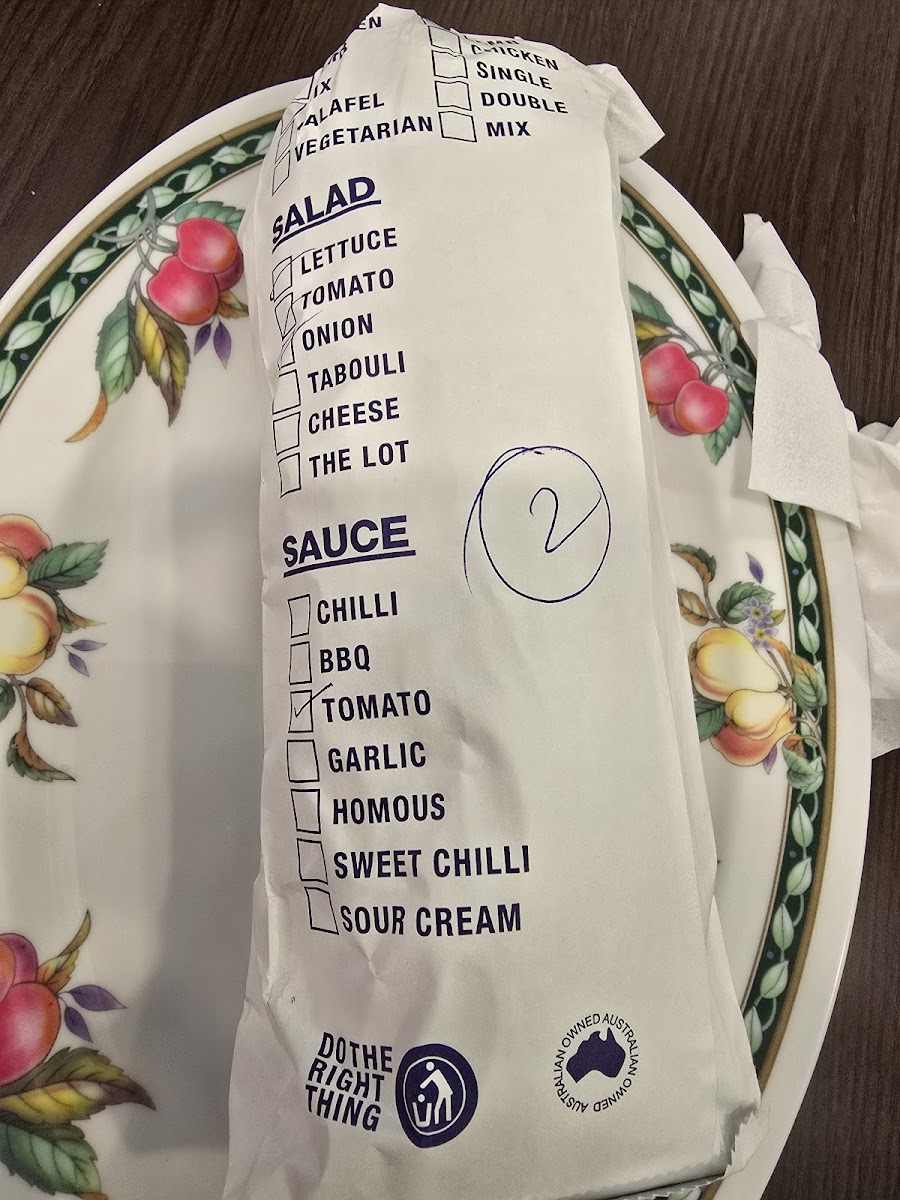 IX
FALAFEL
VEGETARIAN
CHICKEN
SINGLE
DOUBLE
MIX
SALAD
LETTUCE
TOMATO
ONION
TABOULI
CHEESE
THE LOT
2
SAUCE
CHILLI
BBQ
TOMATO
GARLIC
HOMOUS
SWEET CHILLI
SOUR CREAM
DO THE
RIGHT
THING
AUSTRALIAN OWNED AUSTRALIAN OWNED